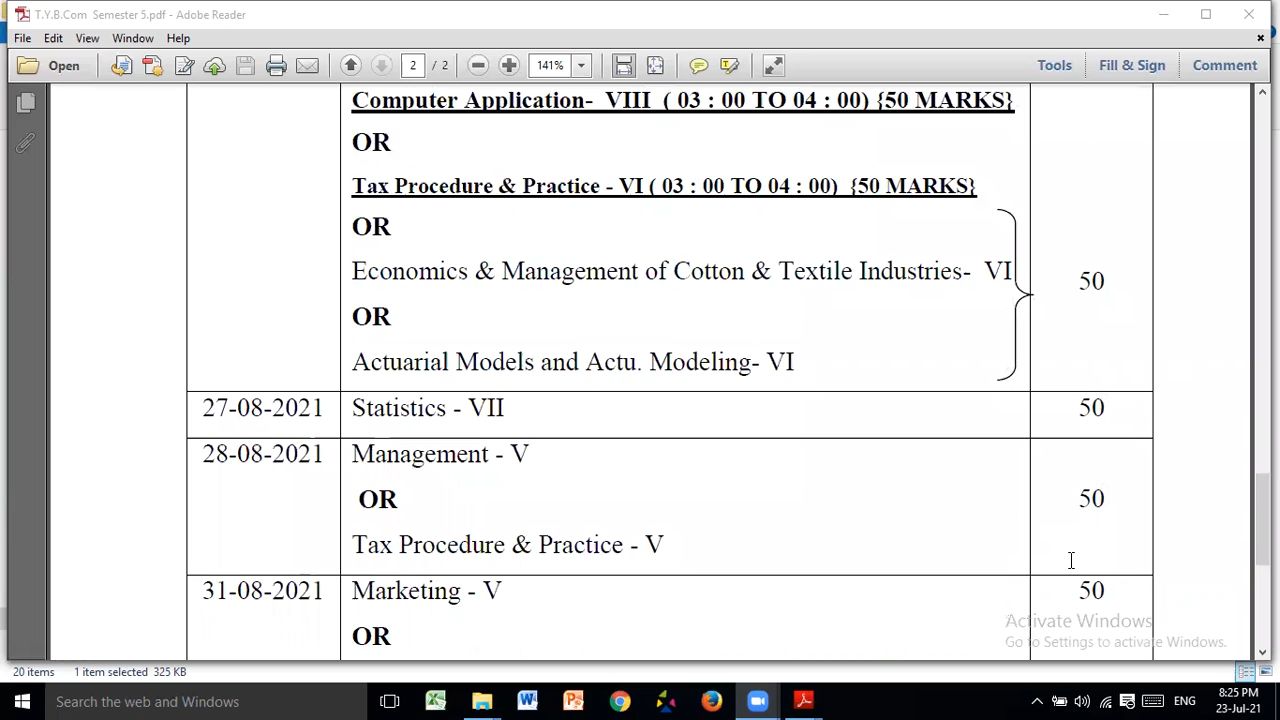 T.Y.B.Com Semester 5.pdf - Adobe Reader
File Edit View Window Help
Open 2 / 2 141% Tools Fill & Sign Comment
Computer Application- VIII ( 03 : 00 TO 04 : 00) {50 MARKS}
OR
Tax Procedure & Practice - VI ( 03 : 00 TO 04 : 00) {50 MARKS}
OR
Economics & Management of Cotton & Textile Industries- VI
50
OR
Actuarial Models and Actu. Modeling- VI
27-08-2021 Statistics - VII 50
28-08-2021 Management - V
OR
50
Tax Procedure & Practice - V
31-08-2021 Marketing - V 50
OR
Activate Windows
Go to Settings to activate Windows.
20 items 1 item selected 325 KB
Search the web and Windows
ENG
8:25 PM
23-Jul-21